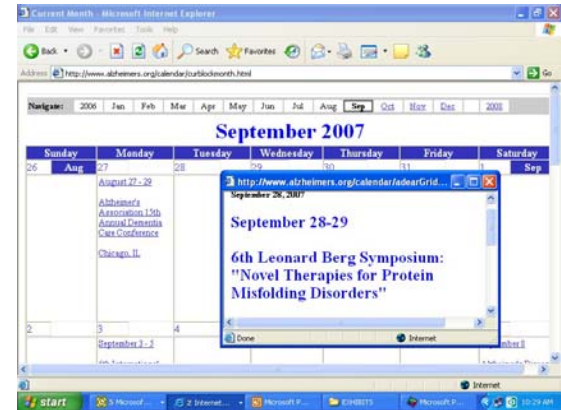 Current Month - Microsoft Internet Explorer
File Edit View Favorites Tools Help
Back Search Favorites
Address http://www.alzheimers.org/calendar/curblockmonth.html Go
Navigate: 2006 Jan Feb Mar Apr May Jun Jul Aug Sep Oct Nov Dec 2008
September 2007
Sunday Monday Tuesday Wednesday Thursday Friday Saturday
26 Aug 27 28 29 30 31 1 Sep
August 27 - 29
Alzheimer's
Association 15th
Annual Dementia
Care Conference
Chicago, IL
http://www.alzheimers.org/calendar/adearGrid...
September 28, 2007
September 28-29
6th Leonard Berg Symposium:
"Novel Therapies for Protein
Misfolding Disorders"
Done Internet
2 3 4
Internet
start 5 Microsof... 2 Internet... Microsoft P... EXHIBITS Microsoft P... 10:29 AM